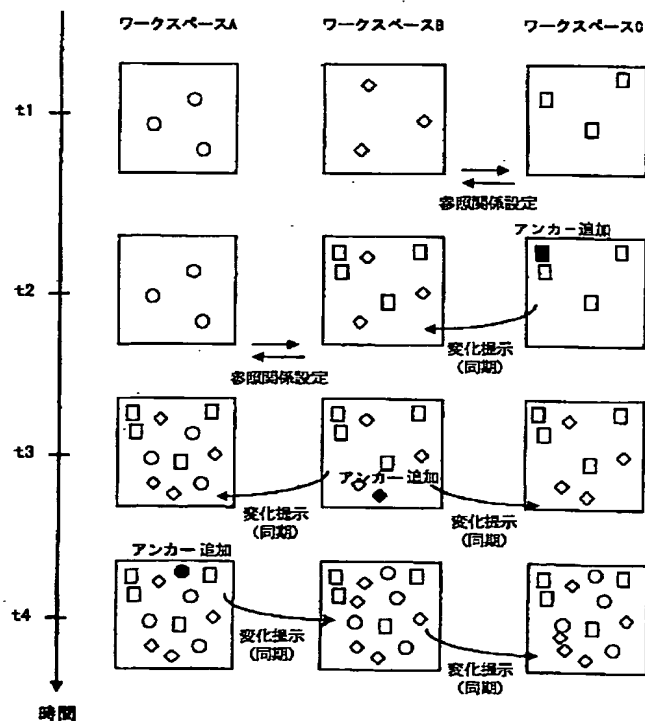 ワークスペースA ワークスペースB ワークスペースC
t1
参照関係設定
アンカー追加
t2
変化提示
(同期)
参照関係設定
t3
アンカー追加
変化提示
(同期)
変化提示
(同期)
アンカー追加
t4
変化提示
(同期)
変化提示
(同期)
時間